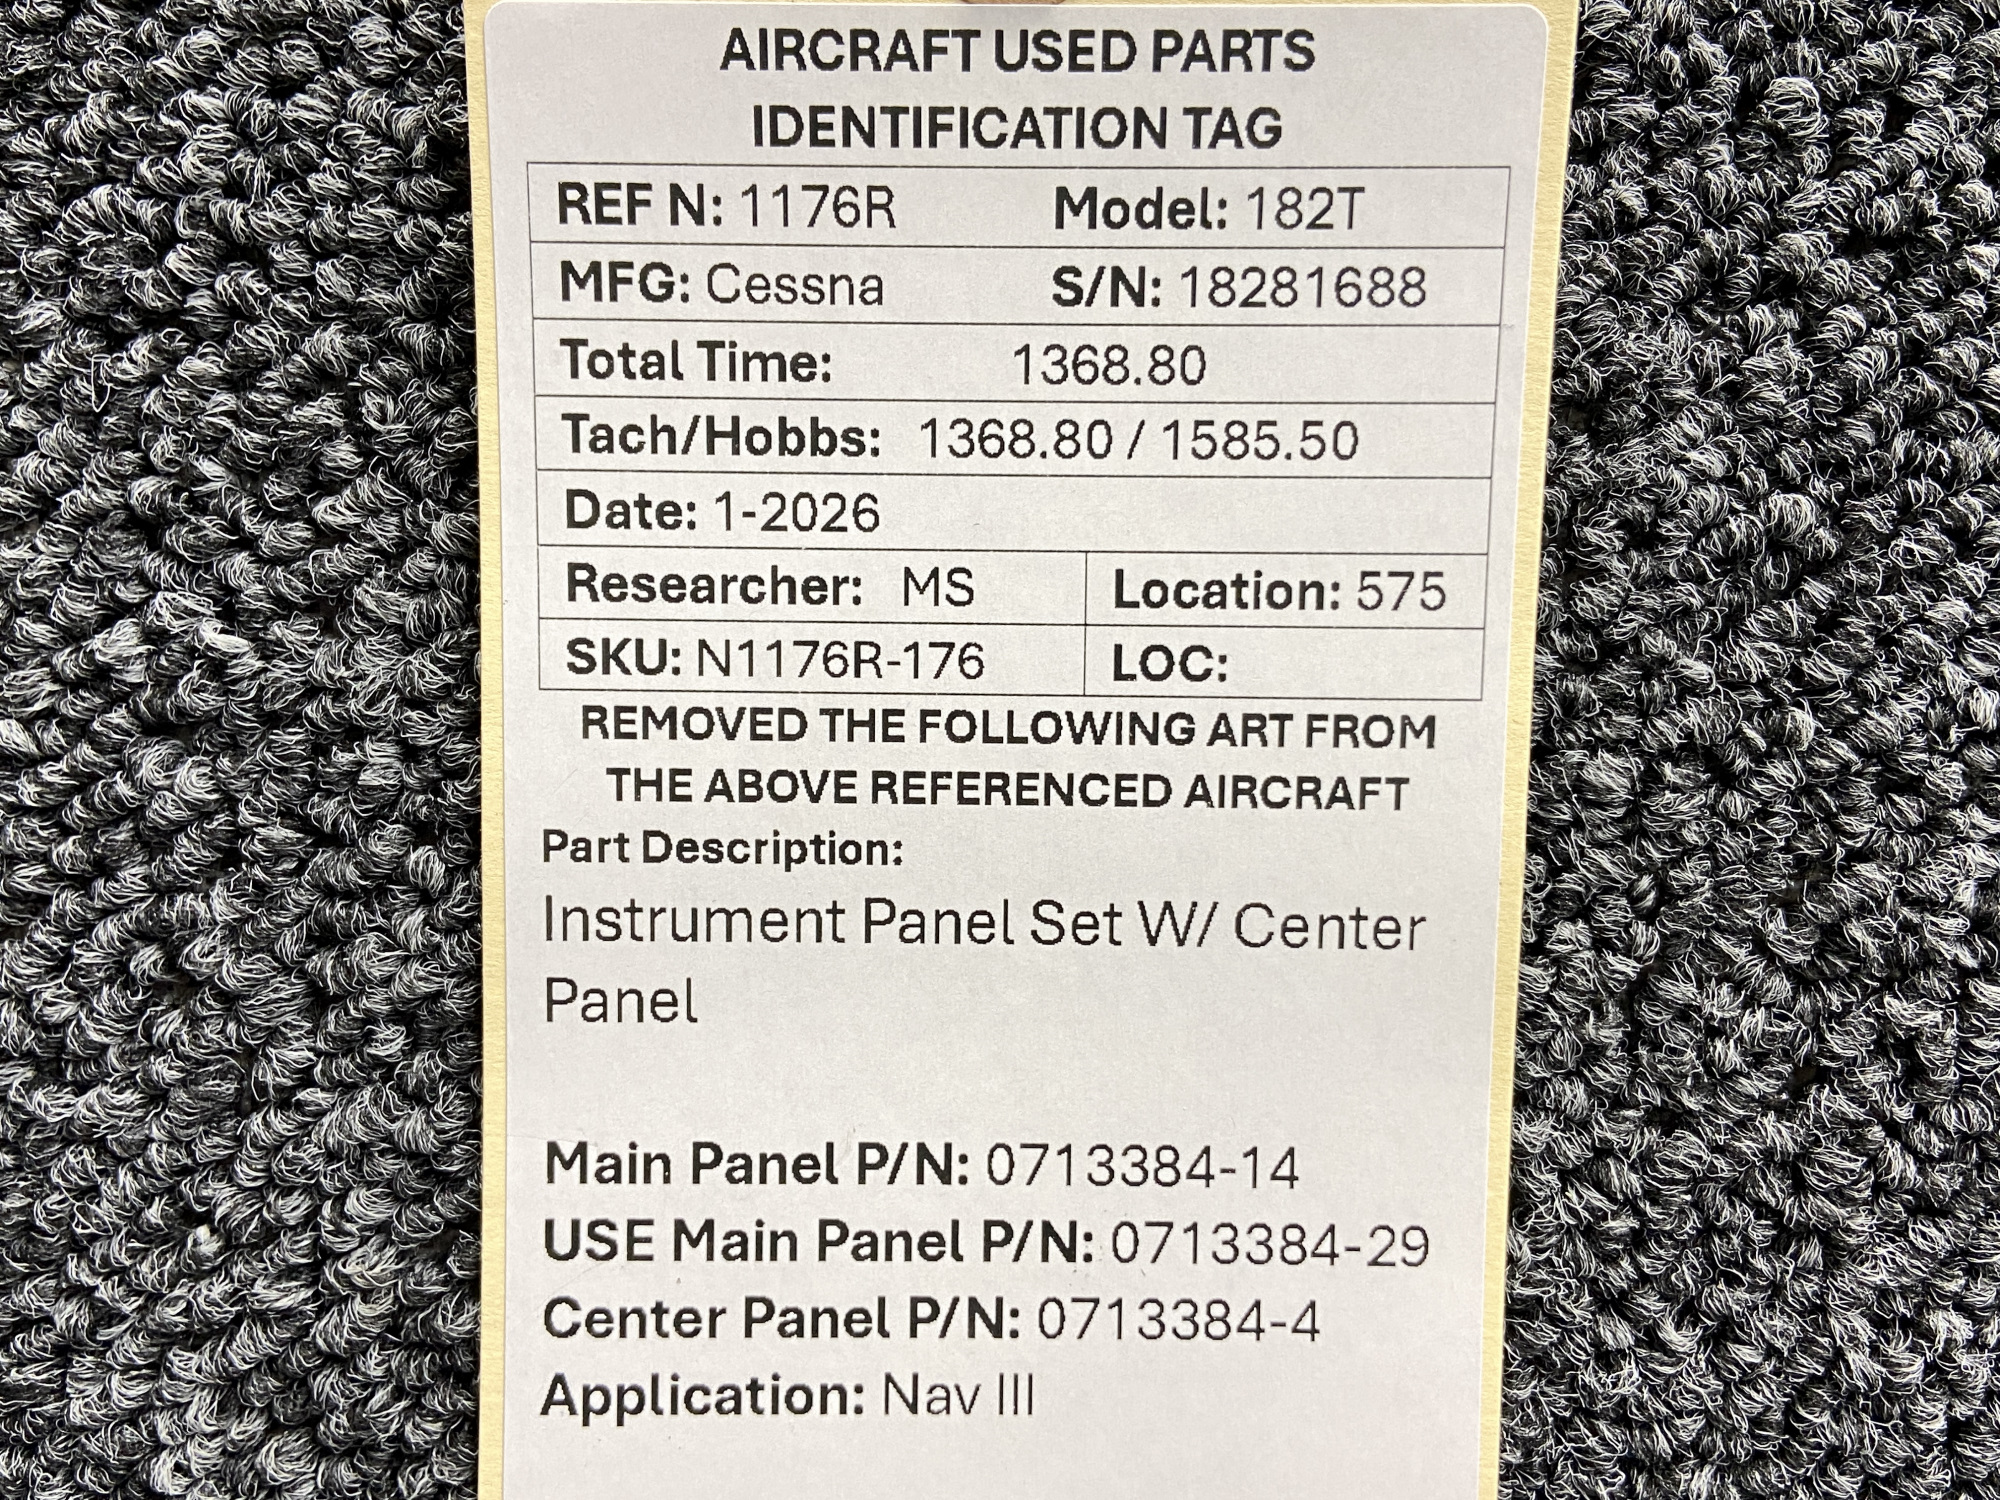 AIRCRAFT USED PARTS
IDENTIFICATION TAG
REF N: 1176R Model: 182T
MFG: Cessna S/N: 18281688
Total Time: 1368.80
Tach/Hobbs: 1368.80 / 1585.50
Date: 1-2026
Researcher: MS Location: 575
SKU: N1176R-176 LOC:
REMOVED THE FOLLOWING ART FROM
THE ABOVE REFERENCED AIRCRAFT
Part Description:
Instrument Panel Set W/ Center
Panel
Main Panel P/N: 0713384-14
USE Main Panel P/N: 0713384-29
Center Panel P/N: 0713384-4
Application: Nav III